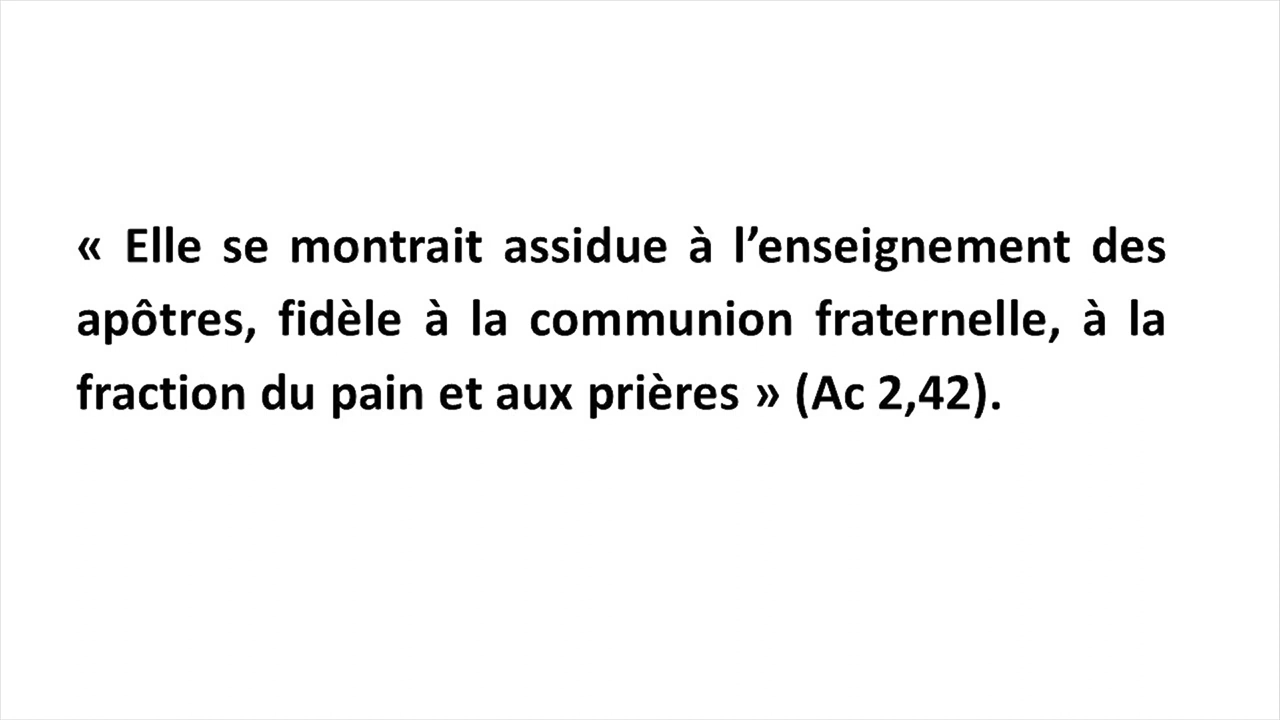 « Elle se montrait assidue à l’enseignement des
apôtres, fidèle à la communion fraternelle, à la
fraction du pain et aux prières » (Ac 2,42).